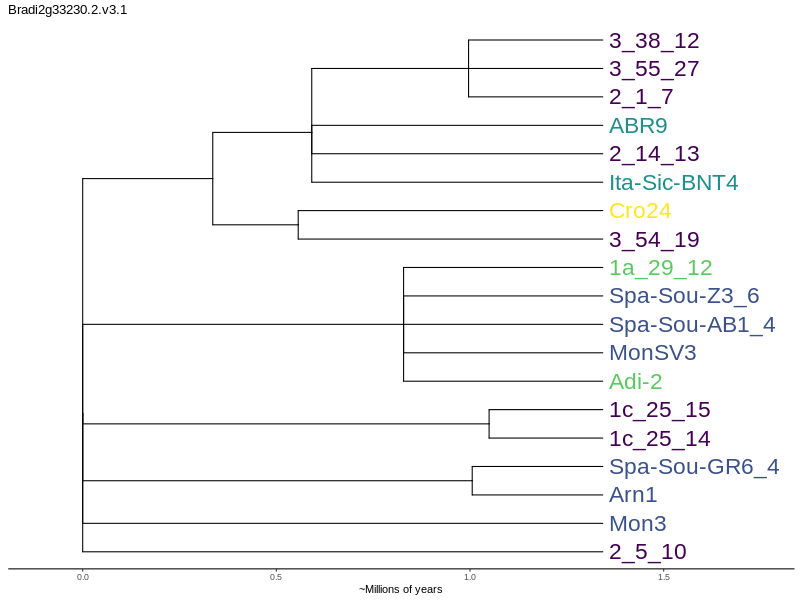 Bradi2g33230.2.v3.1
3_38_12
3_55_27
2_1_7
ABR9
2_14_13
Ita-Sic-BNT4
Cro24
3_54_19
1a_29_12
Spa-Sou-Z3_6
Spa-Sou-AB1_4
MonSV3
Adi-2
1c_25_15
1c_25_14
Spa-Sou-GR6_4
Arn1
Mon3
2_5_10
0.0 0.5 1.0 1.5
~Millions of years